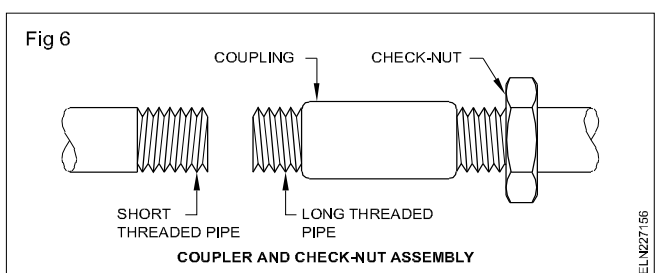 Fig 6
COUPLING
CHECK-NUT
SHORT
THREADED PIPE
LONG THREADED
PIPE
COUPLER AND CHECK-NUT ASSEMBLY
ELN227156